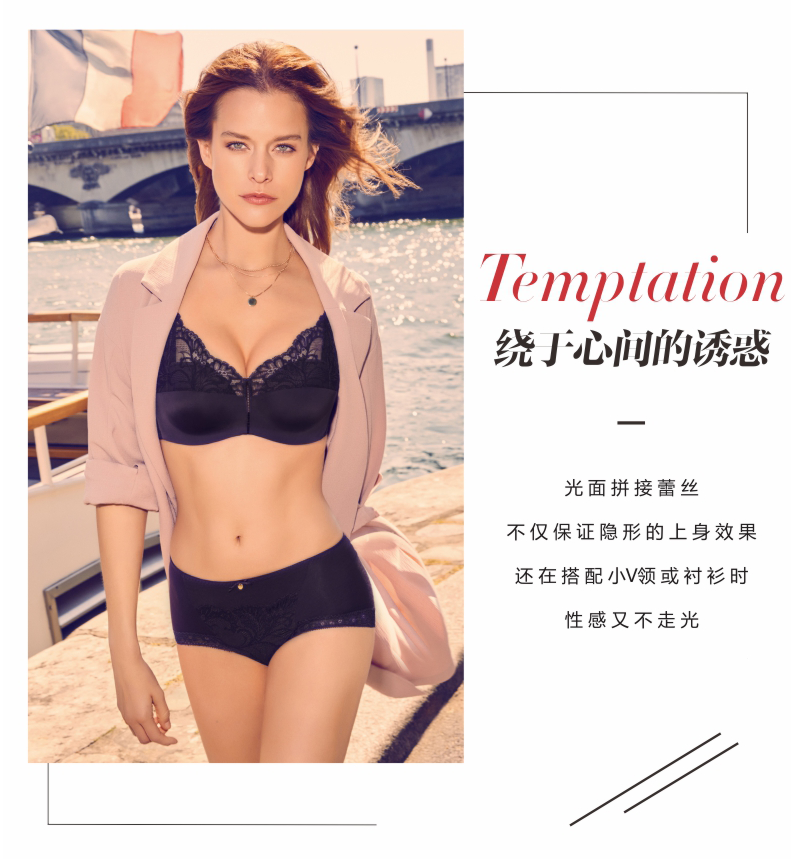 Temptation
绕于心间的诱惑
光面拼接蕾丝
不仅保证隐形的上身效果
还在搭配小V领或衬衫时
性感又不走光